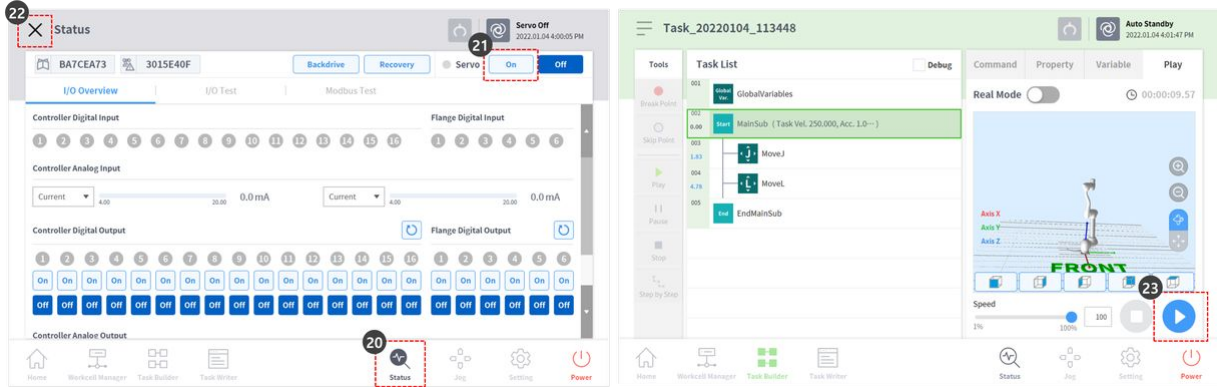 22
Status
Servo Off
2022.01.04 4:00:05 PM
21
BA7CEA73
3015E40F
Backdrive
Recovery
Servo
On
Off
I/O Overview
I/O Test
Modbus Test
Controller Digital Input
Flange Digital Input
1 2 3 4 5 6 7 8 9 10 11 12 13 14 15 16
1 2 3 4 5 6
Controller Analog Input
Current
4.00
20.00
0.0 mA
Current
4.00
20.00
0.0 mA
Controller Digital Output
Flange Digital Output
1 2 3 4 5 6 7 8 9 10 11 12 13 14 15 16
1 2 3 4 5 6
On On On On On On On On On On On On On On On On
On On On On On On
Off Off Off Off Off Off Off Off Off Off Off Off Off Off Off Off
Off Off Off Off Off Off
Controller Analog Output
20
Home
Workcell Manager
Task Builder
Task Writer
Status
Jog
Setting
Power
Task_20220104_113448
Auto Standby
2022.01.04 4:01:47 PM
Tools
Task List
Debug
Command
Property
Variable
Play
Break Point
Skip Point
Play
Pause
Stop
Step by Step
001
Global Var.
GlobalVariables
002
0.00
Start
MainSub ( Task Vel. 250.000, Acc. 1.0··· )
003
1.93
J
MoveJ
004
4.78
L
MoveL
005
End
EndMainSub
Real Mode
00:00:09.57
Axis X
Axis Y
Axis Z
FRONT
23
Speed
1%
100%
100
Home
Workcell Manager
Task Builder
Task Writer
Status
Jog
Setting
Power